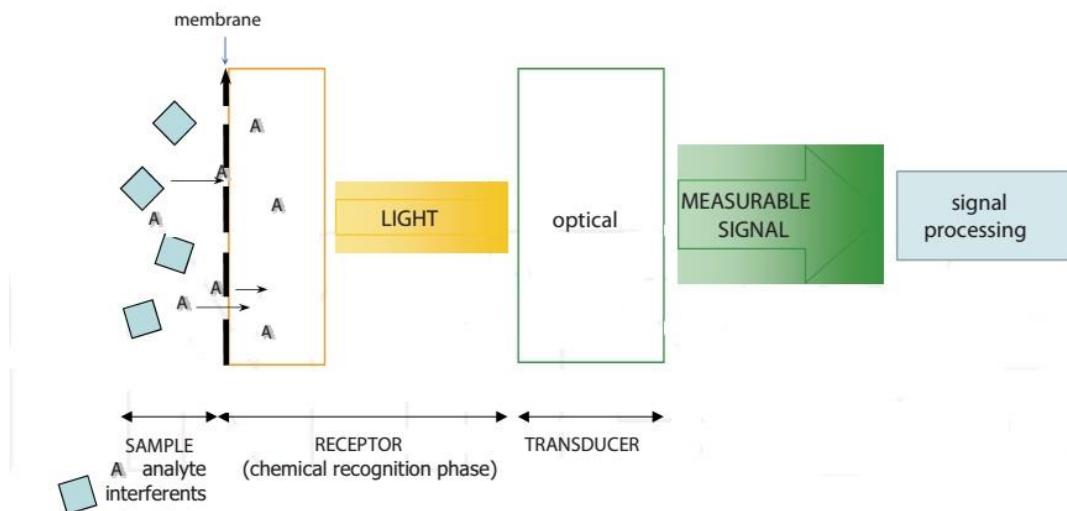 membrane
A
A
A
LIGHT
optical
MEASURABLE
SIGNAL
signal
processing
A
A
A
A
SAMPLE
A analyte
interferents
RECEPTOR
(chemical recognition phase)
TRANSDUCER